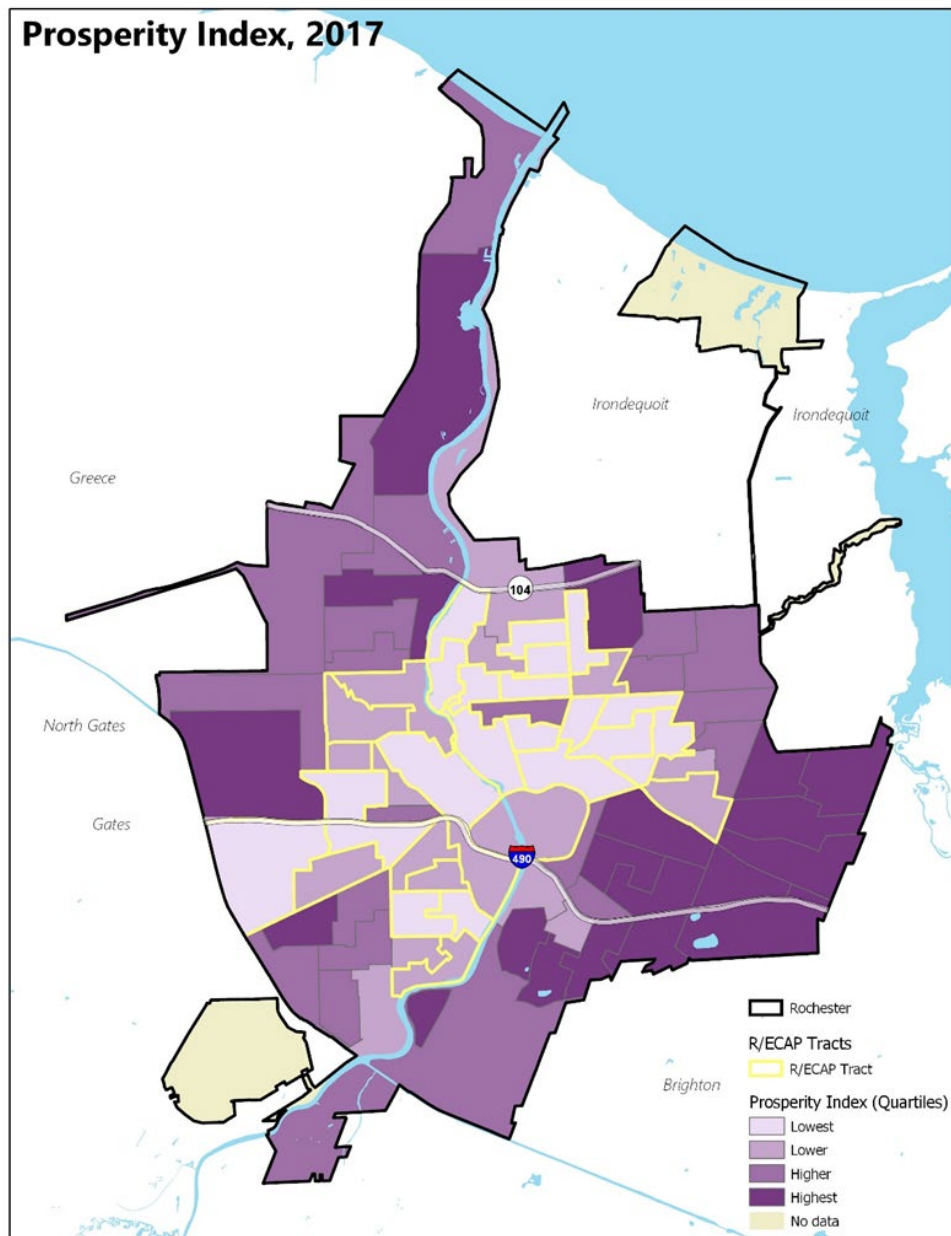 Prosperity Index, 2017
Irondequoit
Irondequoit
Greece
104
North Gates
Gates
490
Brighton
Rochester
R/ECAP Tracts
R/ECAP Tract
Prosperity Index (Quartiles)
Lowest
Lower
Higher
Highest
No data